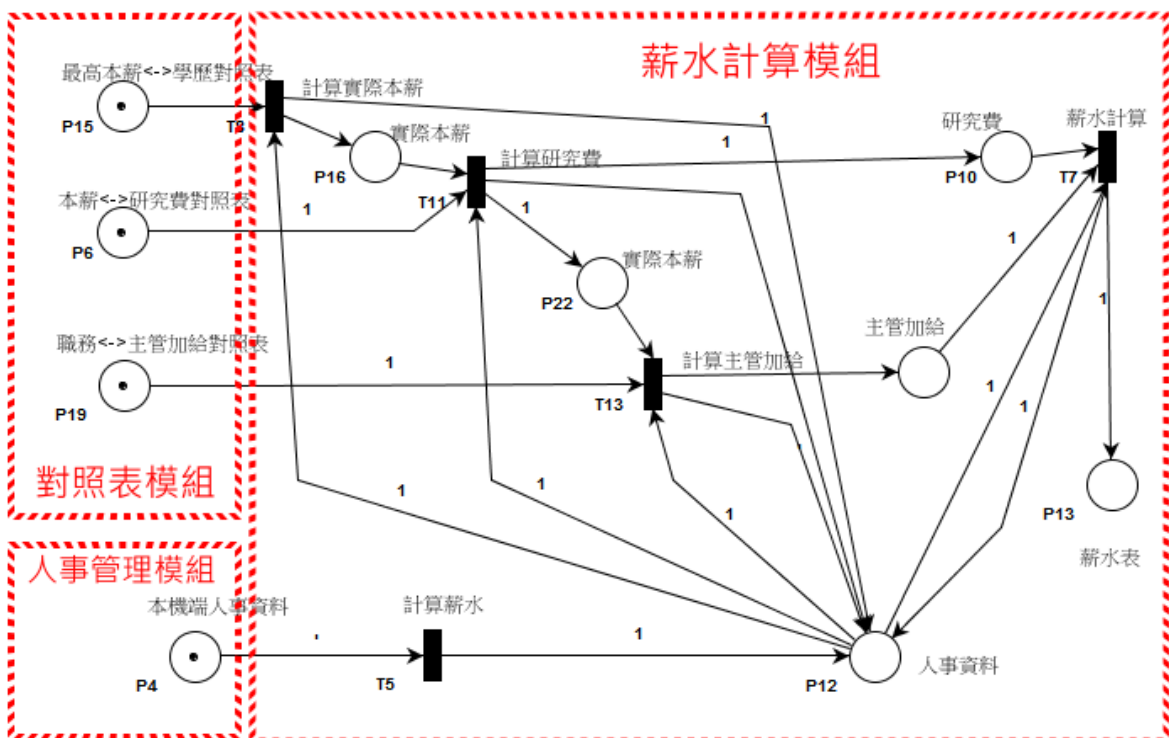 薪水計算模組
最高本薪<->學歷對照表
計算實際本薪
P15
T3
實際本薪
P16
1
1
研究費
薪水計算
計算研究費
P10
T7
本薪<->研究費對照表
1
T11
1
P6
1
實際本薪
P22
1
職務<->主管加給對照表
主管加給
1
計算主管加給
P19
T13
1
1
對照表模組
1
1
1
P13
薪水表
人事管理模組
本機端人事資料
計算薪水
1
1
P4
T5
P12
人事資料